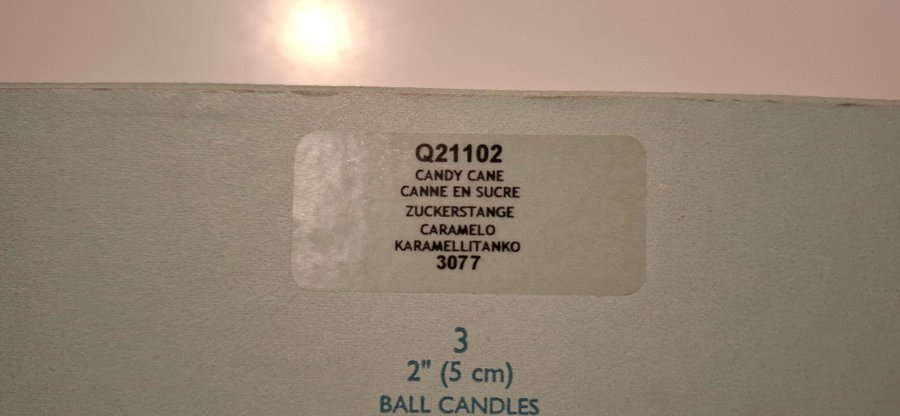 Q21102
CANDY CANE
CANNE EN SUCRE
ZUCKERSTANGE
CARAMELO
KARAMELLITANKO
3077
3
2" (5 cm)
BALL CANDLES